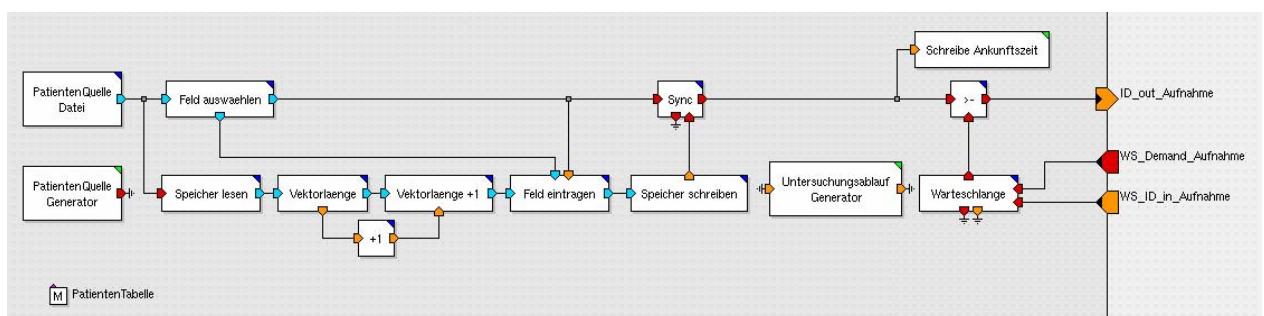 Schreibe Ankunftszeit
PatientenQuelle
Datei
Feld auswaehlen
Sync
>-
ID_out_Aufnahme
WS_Demand_Aufnahme
PatientenQuelle
Generator
Speicher lesen
Vektorlaenge
Vektorlaenge +1
Feld eintragen
Speicher schreiben
Untersuchungsablauf
Generator
Warteschlange
WS_ID_in_Aufnahme
+1
M PatientenTabelle